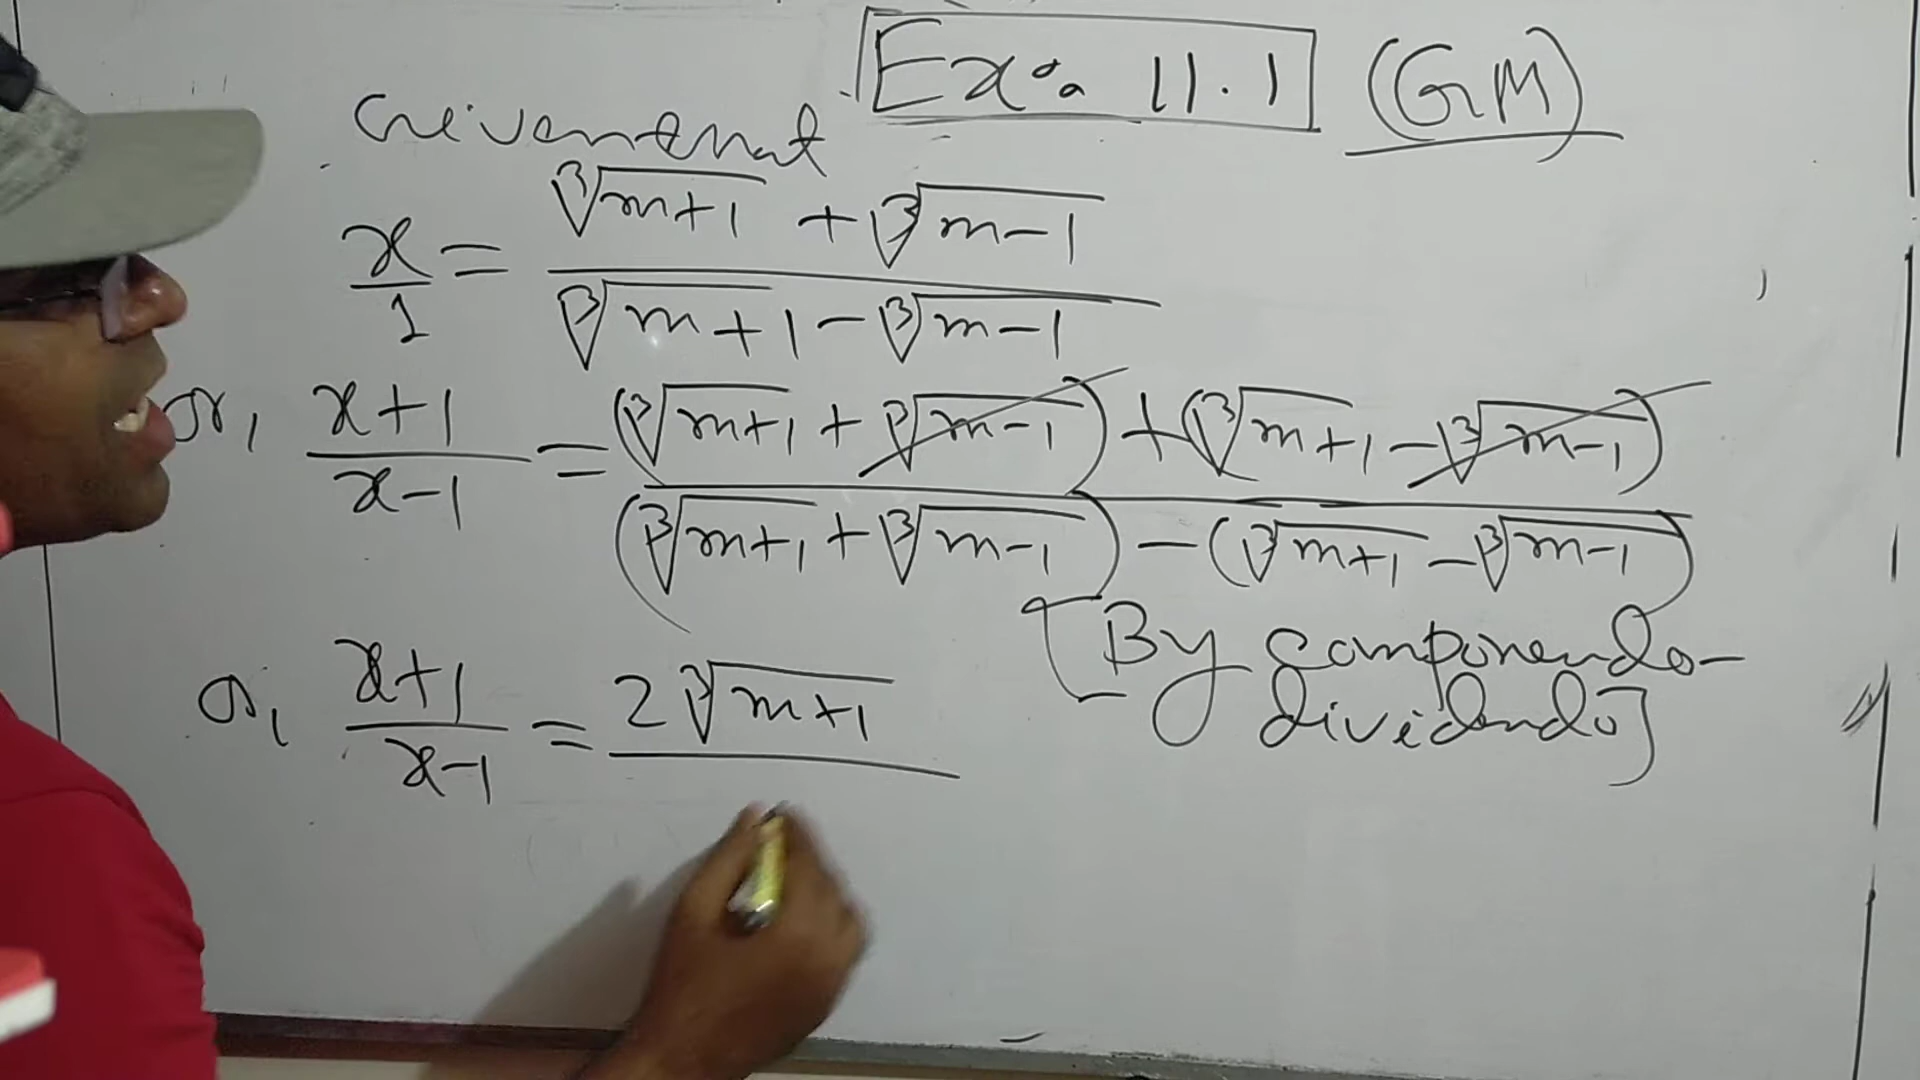 Ex: 11.1 (GM)
Given that
x/1 = (∛(m+1) + ∛(m-1)) / (∛(m+1) - ∛(m-1))
or, (x+1)/(x-1) = ((∛(m+1) + ∛(m-1)) + (∛(m+1) - ∛(m-1))) / ((∛(m+1) + ∛(m-1)) - (∛(m+1) - ∛(m-1)))
[By componendo-
dividendo]
or, (x+1)/(x-1) = 2∛(m+1) /